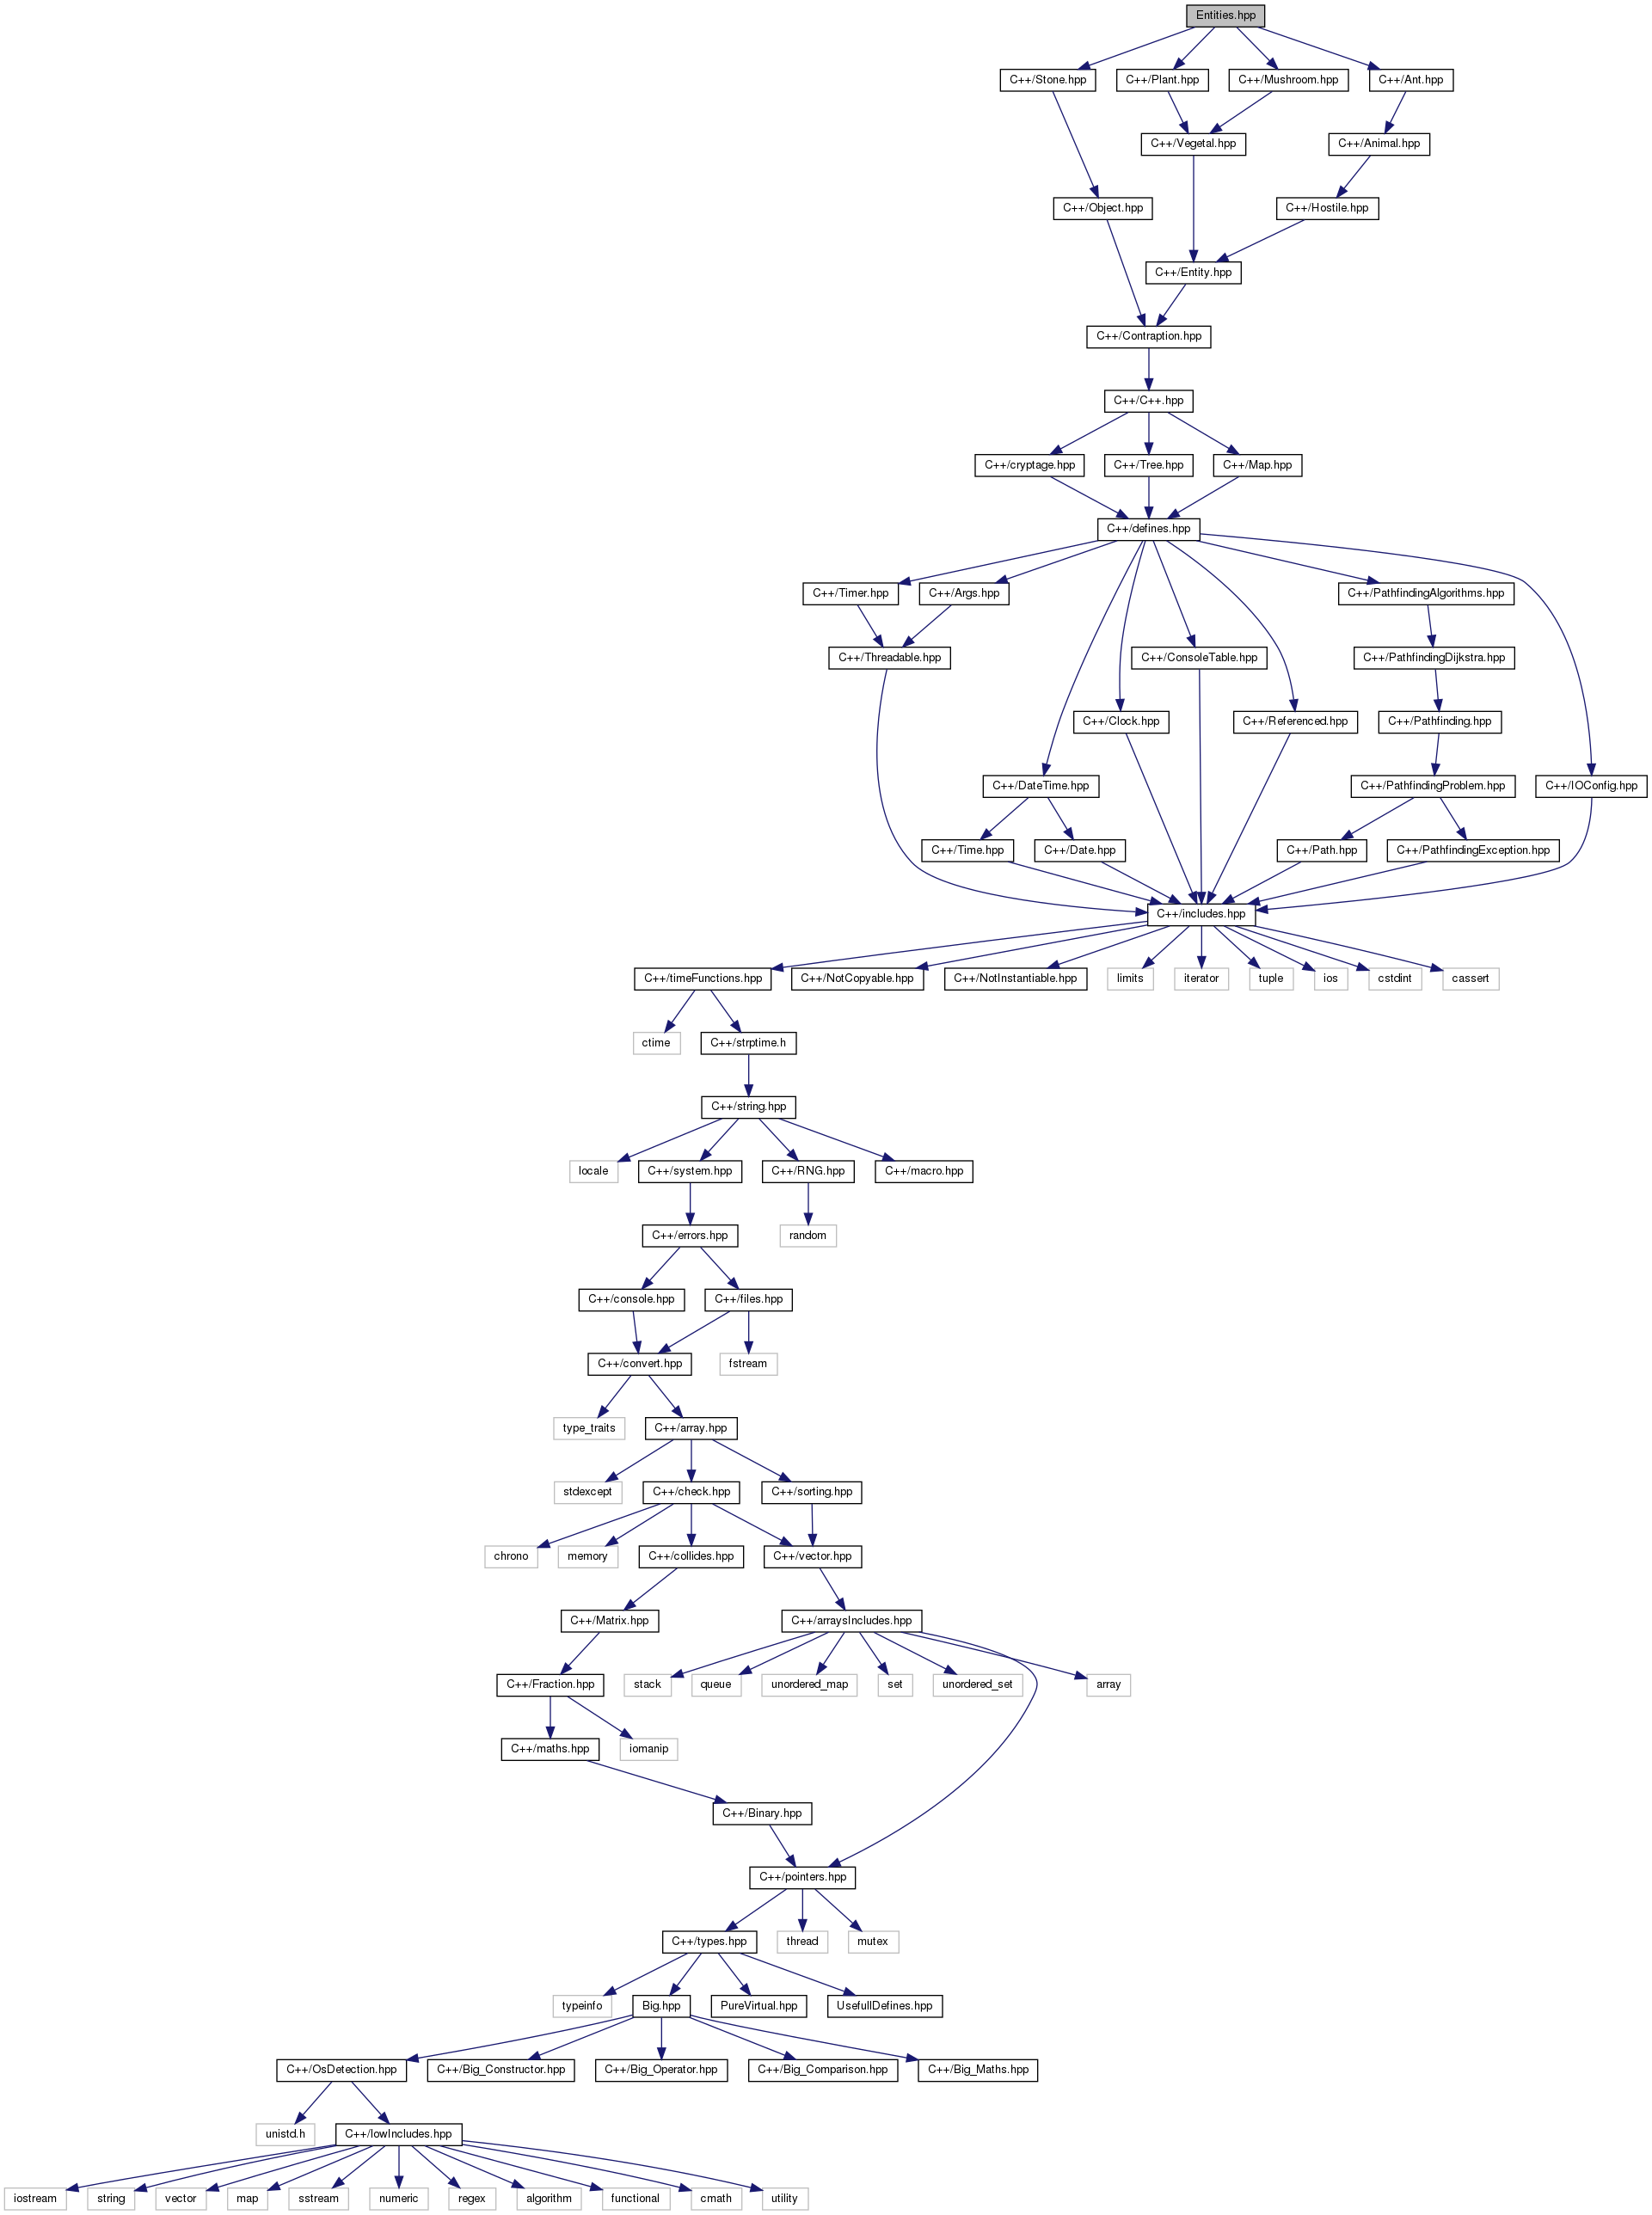 Entities.hpp
C++/Stone.hpp
C++/Plant.hpp
C++/Mushroom.hpp
C++/Ant.hpp
C++/Vegetal.hpp
C++/Animal.hpp
C++/Object.hpp
C++/Hostile.hpp
C++/Entity.hpp
C++/Contraption.hpp
C++/C++.hpp
C++/cryptage.hpp
C++/Tree.hpp
C++/Map.hpp
C++/defines.hpp
C++/Timer.hpp
C++/Args.hpp
C++/PathfindingAlgorithms.hpp
C++/Threadable.hpp
C++/ConsoleTable.hpp
C++/PathfindingDijkstra.hpp
C++/Clock.hpp
C++/Referenced.hpp
C++/Pathfinding.hpp
C++/DateTime.hpp
C++/PathfindingProblem.hpp
C++/IOConfig.hpp
C++/Time.hpp
C++/Date.hpp
C++/Path.hpp
C++/PathfindingException.hpp
C++/includes.hpp
C++/timeFunctions.hpp
C++/NotCopyable.hpp
C++/NotInstantiable.hpp
limits
iterator
tuple
ios
cstdint
cassert
ctime
C++/strptime.h
C++/string.hpp
locale
C++/system.hpp
C++/RNG.hpp
C++/macro.hpp
C++/errors.hpp
random
C++/console.hpp
C++/files.hpp
C++/convert.hpp
fstream
type_traits
C++/array.hpp
stdexcept
C++/check.hpp
C++/sorting.hpp
chrono
memory
C++/collides.hpp
C++/vector.hpp
C++/Matrix.hpp
C++/arraysIncludes.hpp
C++/Fraction.hpp
stack
queue
unordered_map
set
unordered_set
array
C++/maths.hpp
iomanip
C++/Binary.hpp
C++/pointers.hpp
C++/types.hpp
thread
mutex
typeinfo
Big.hpp
PureVirtual.hpp
UsefullDefines.hpp
C++/OsDetection.hpp
C++/Big_Constructor.hpp
C++/Big_Operator.hpp
C++/Big_Comparison.hpp
C++/Big_Maths.hpp
unistd.h
C++/lowIncludes.hpp
iostream
string
vector
map
sstream
numeric
regex
algorithm
functional
cmath
utility